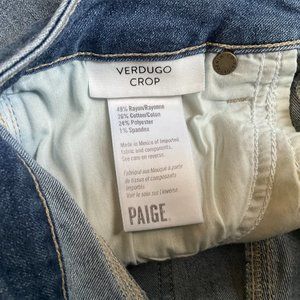 VERDUGO
CROP
49% Rayon/Rayonne
26% Cotton/Coton
24% Polyester
1% Spandex
Made in Mexico of imported
fabric and components.
See care on reverse.
Fabriqué au Mexique à partir
de tissus et composants
importés.
Voir le soin sur l'inverse
PAIGE